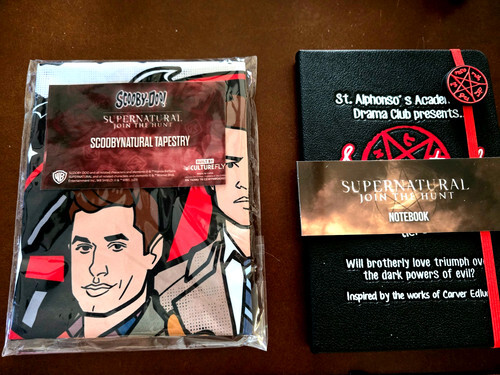 SCOOBY-DOO!
SUPERNATURAL
JOIN THE HUNT
SCOOBYNATURAL TAPESTRY
CULTUREFLY
St. Alphonso's Acade
Drama Club presents.
SUPERNATURAL
JOIN THE HUNT
NOTEBOOK
Will brotherly love triumph ov
the dark powers of evil?
Inspired by the works of Carver Edlu